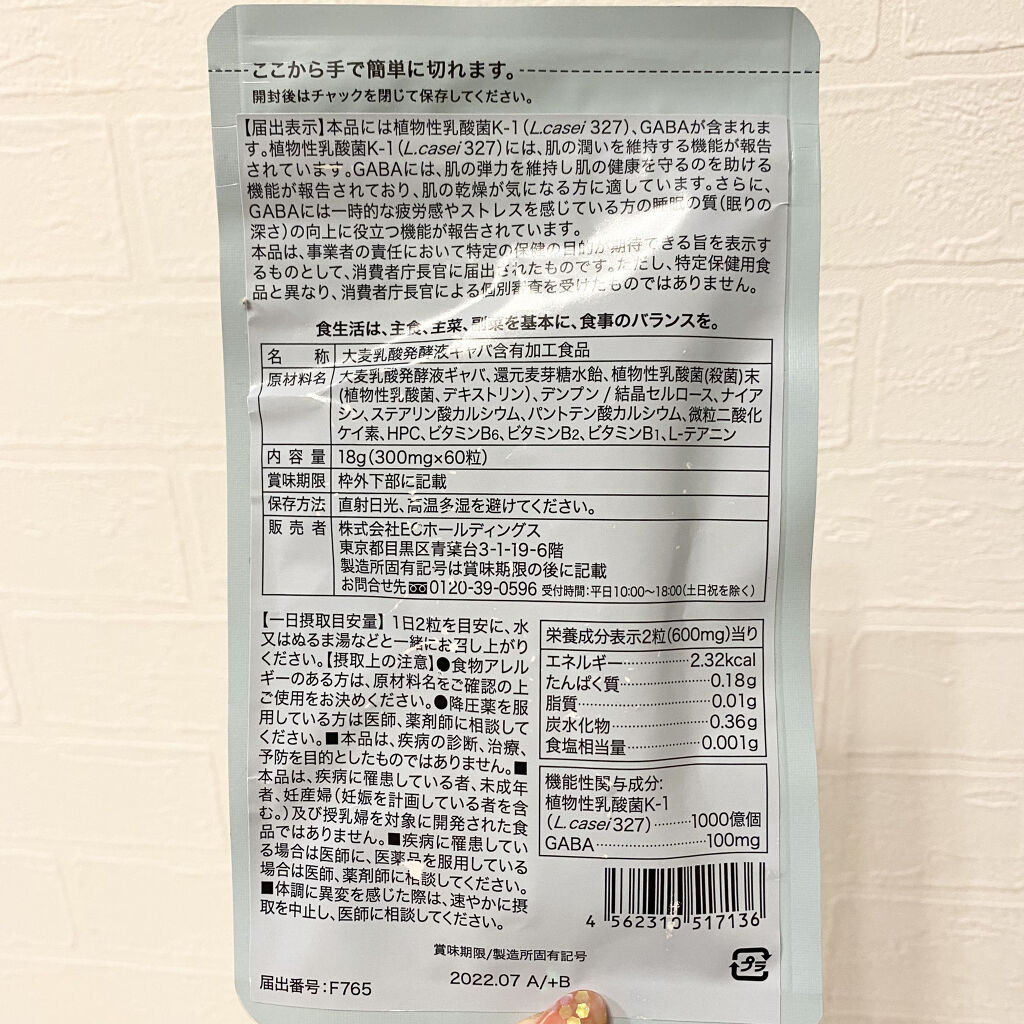 ここから手で簡単に切れます。
開封後はチャックを閉じて保存してください。
【届出表示】本品には植物性乳酸菌K-1(L.casei 327)、GABAが含まれま
す。植物性乳酸菌K-1(L.casei 327)には、肌の潤いを維持する機能が報告
されています。GABAには、肌の弾力を維持し肌の健康を守るのを助ける
機能が報告されており、肌の乾燥が気になる方に適しています。さらに、
GABAには一時的な疲労感やストレスを感じている方の睡眠の質(眠りの
深さ)の向上に役立つ機能が報告されています。
本品は、事業者の責任において特定の保健の目的が期待できる旨を表示す
るものとして、消費者庁長官に届出されたものです。ただし、特定保健用食
品と異なり、消費者庁長官による個別審査を受けたものではありません。
食生活は、主食、主菜、副菜を基本に、食事のバランスを。
名称 大麦乳酸発酵液ギャバ含有加工食品
原材料名 大麦乳酸発酵液ギャバ、還元麦芽糖水飴、植物性乳酸菌(殺菌)末
(植物性乳酸菌、デキストリン)、デンプン / 結晶セルロース、ナイア
シン、ステアリン酸カルシウム、パントテン酸カルシウム、微粒二酸化
ケイ素、HPC、ビタミンB6、ビタミンB2、ビタミンB1、L-テアニン
内容量 18g(300mg×60粒)
賞味期限 枠外下部に記載
保存方法 直射日光、高温多湿を避けてください。
販売者 株式会社ECホールディングス
東京都目黒区青葉台3-1-19-6階
製造所固有記号は賞味期限の後に記載
お問合せ先 0120-39-0596 受付時間:平日10:00〜18:00(土日祝を除く)
【一日摂取目安量】 1日2粒を目安に、水
又はぬるま湯などと一緒にお召し上がり
ください。【摂取上の注意】●食物アレル
ギーのある方は、原材料名をご確認の上
ご使用をお決めください。●降圧薬を服
用している方は医師、薬剤師に相談して
ください。■本品は、疾病の診断、治療、
予防を目的としたものではありません。■
本品は、疾病に罹患している者、未成年
者、妊産婦(妊娠を計画している者を含
む。)及び授乳婦を対象に開発された食
品ではありません。■疾病に罹患してい
る場合は医師に、医薬品を服用している
場合は医師、薬剤師に相談してください。
■体調に異変を感じた際は、速やかに摂
取を中止し、医師に相談してください。
栄養成分表示2粒(600mg)当り
エネルギー……2.32kcal
たんぱく質……0.18g
脂質……0.01g
炭水化物……0.36g
食塩相当量……0.001g
機能性関与成分:
植物性乳酸菌K-1
(L.casei 327)……1000億個
GABA……100mg
4 562310 517136
賞味期限/製造所固有記号
2022.07 A/+B
届出番号:F765
プラ